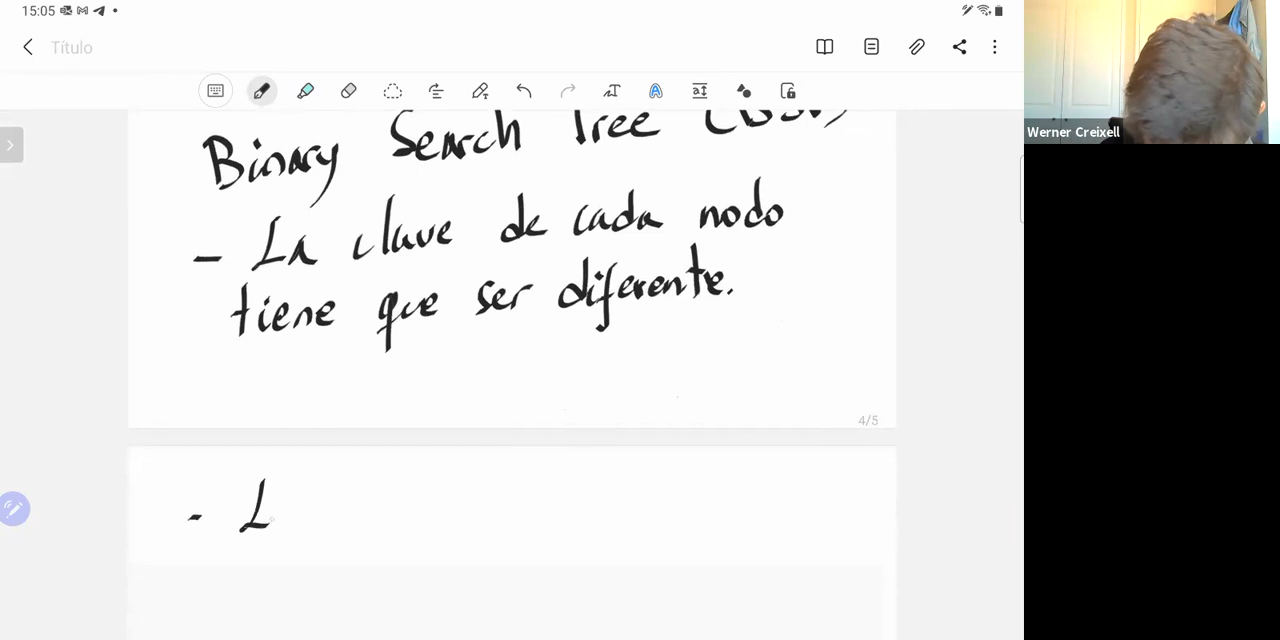 15:05
Título
Binary Search Tree (BST)
- La clave de cada nodo
tiene que ser diferente.
4/5
- L
Werner Creixell